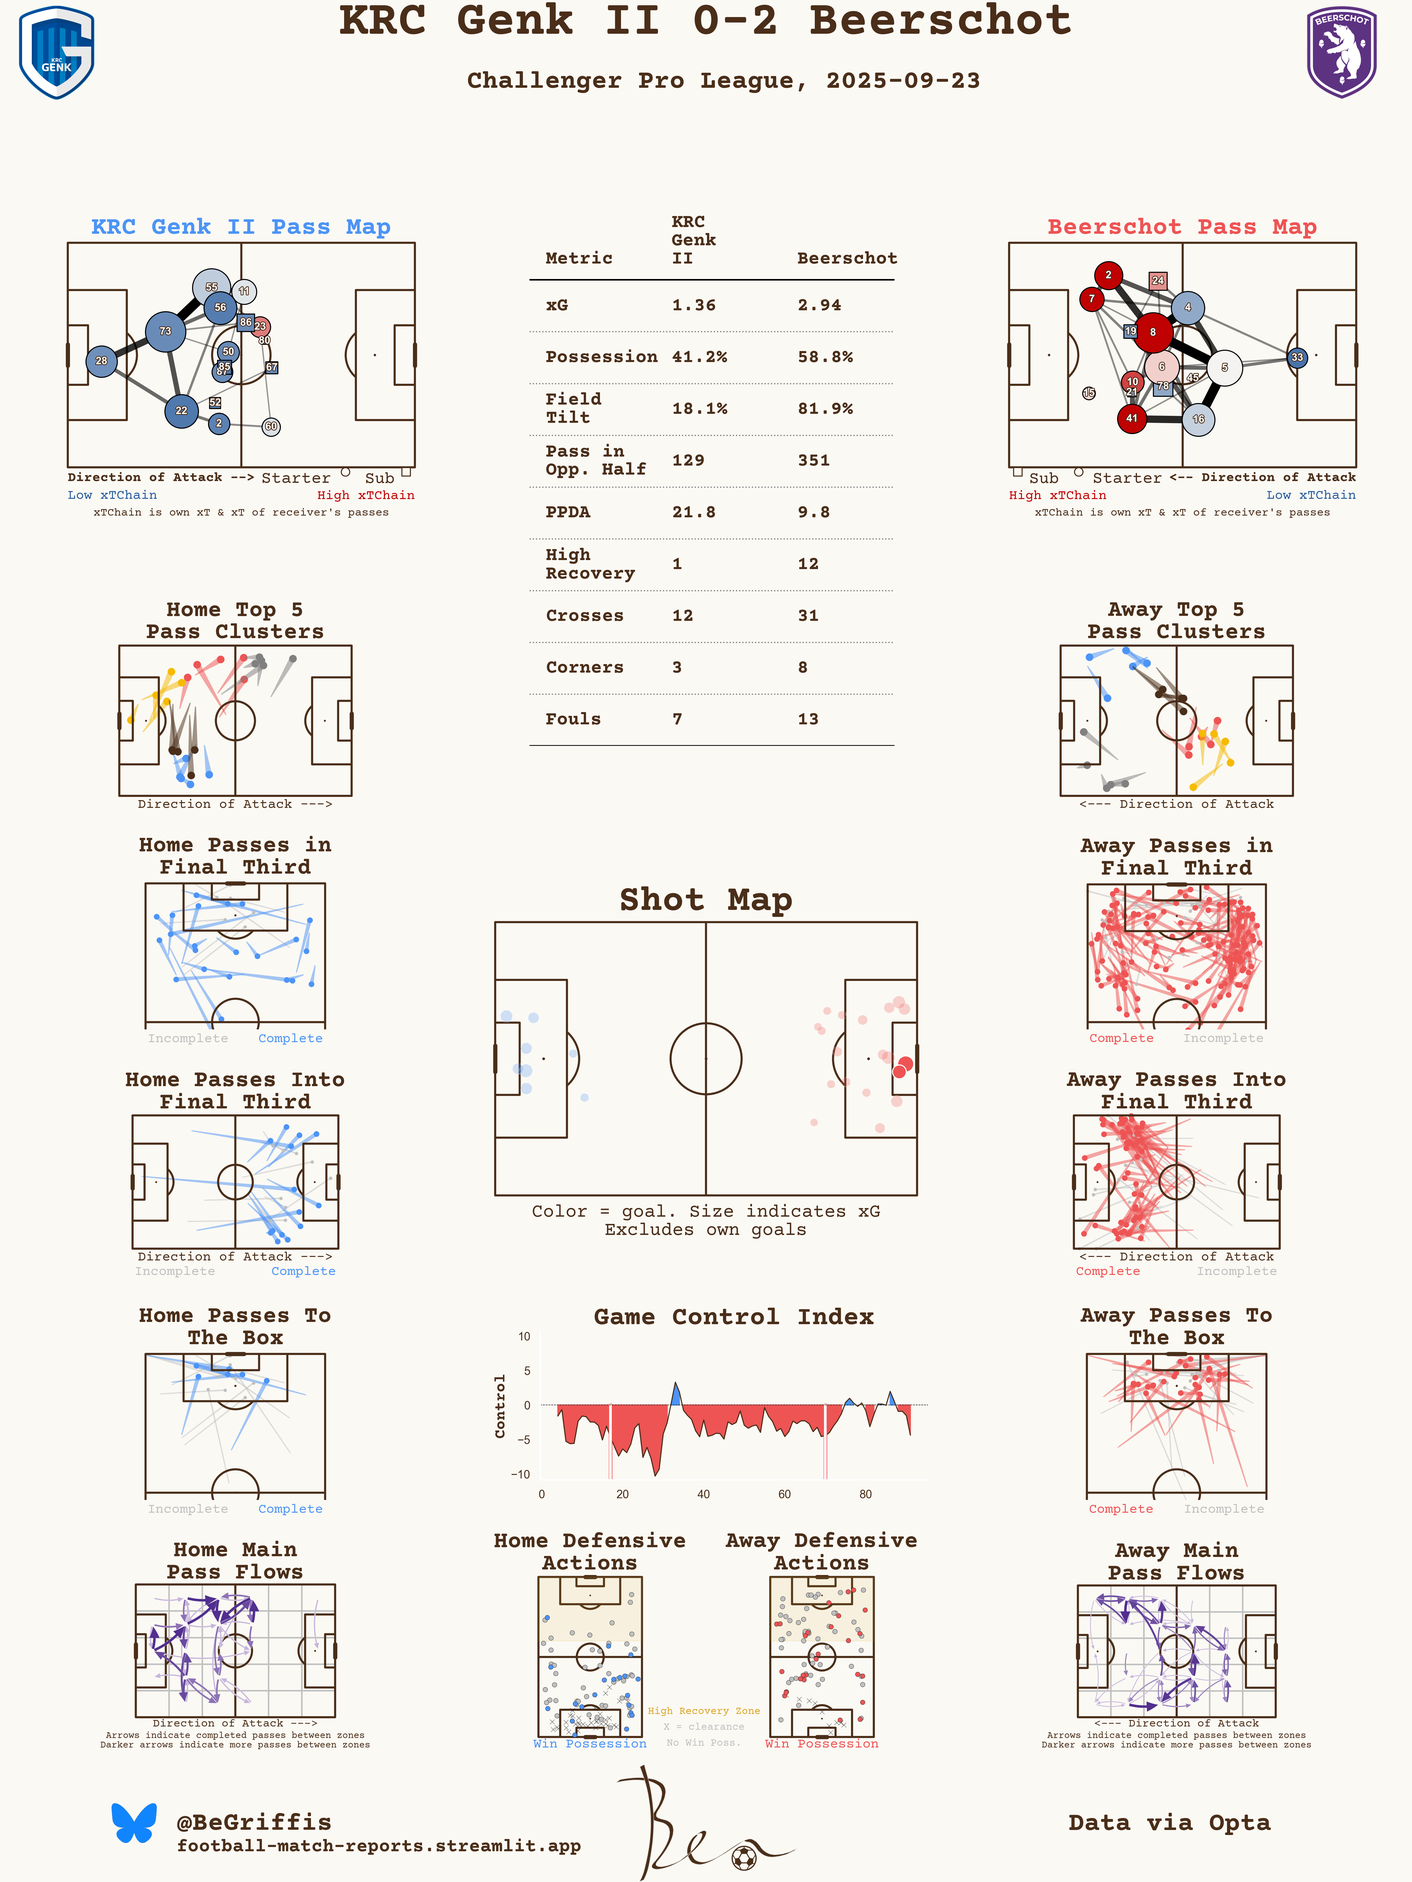 KRC Genk II 0-2 Beerschot
Challenger Pro League, 2025-09-23
KRC
GENK
BEERSCHOT
KRC Genk II Pass Map
55
11
56
86
23
80
73
50
28
85
87
67
52
22
2
60
Direction of Attack --> Starter Sub
Low xTChain High xTChain
xTChain is own xT & xT of receiver's passes
Metric KRC Genk II Beerschot
xG 1.36 2.94
Possession 41.2% 58.8%
Field Tilt 18.1% 81.9%
Pass in Opp. Half 129 351
PPDA 21.8 9.8
High Recovery 1 12
Crosses 12 31
Corners 3 8
Fouls 7 13
Beerschot Pass Map
2
24
7
4
19
8
33
6
5
45
10
78
21
15
41
16
Sub Starter <-- Direction of Attack
High xTChain Low xTChain
xTChain is own xT & xT of receiver's passes
Home Top 5
Pass Clusters
Direction of Attack --->
Away Top 5
Pass Clusters
<--- Direction of Attack
Home Passes in
Final Third
Incomplete Complete
Away Passes in
Final Third
Complete Incomplete
Shot Map
Color = goal. Size indicates xG
Excludes own goals
Home Passes Into
Final Third
Direction of Attack --->
Incomplete Complete
Away Passes Into
Final Third
<--- Direction of Attack
Complete Incomplete
Home Passes To
The Box
Incomplete Complete
Game Control Index
Control
10
5
0
−5
−10
0 20 40 60 80
Away Passes To
The Box
Complete Incomplete
Home Main
Pass Flows
Direction of Attack --->
Arrows indicate completed passes between zones
Darker arrows indicate more passes between zones
Home Defensive
Actions
Win Possession
High Recovery Zone
X = clearance
No Win Poss.
Away Defensive
Actions
Win Possession
Away Main
Pass Flows
<--- Direction of Attack
Arrows indicate completed passes between zones
Darker arrows indicate more passes between zones
@BeGriffis
football-match-reports.streamlit.app
Ben
Data via Opta